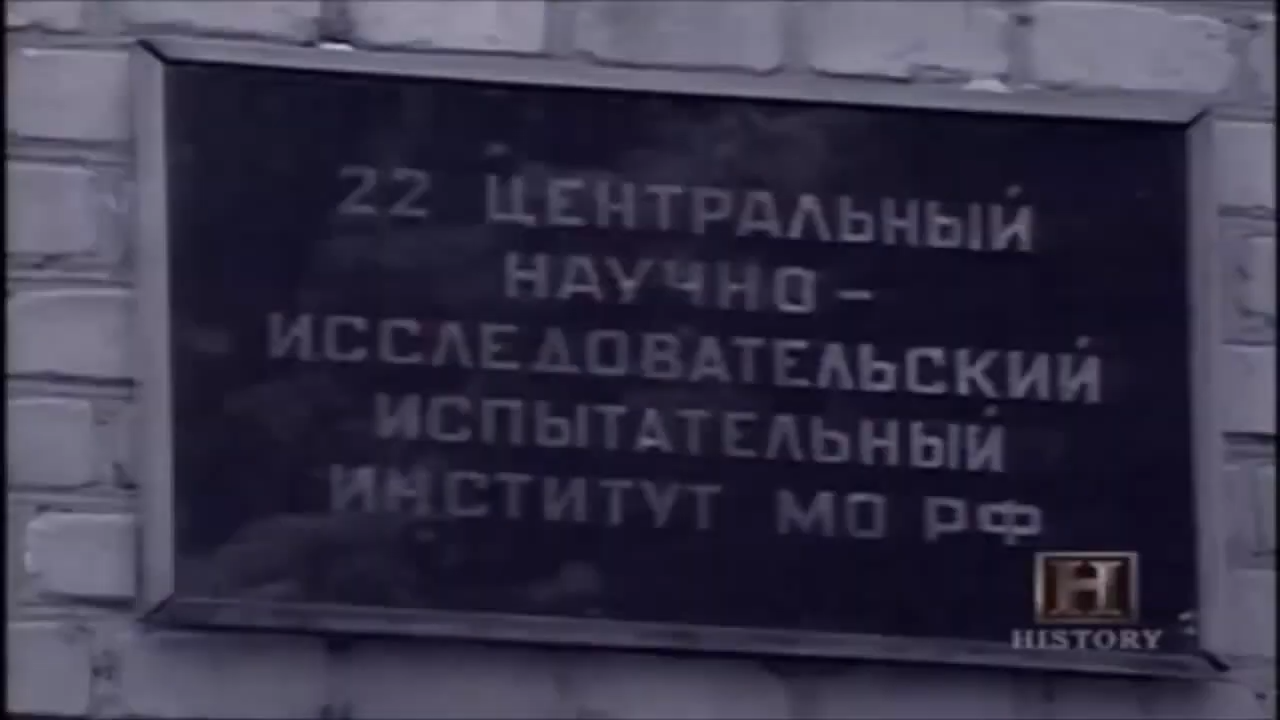 22 ЦЕНТРАЛЬНЫЙ
НАУЧНО-
ИССЛЕДОВАТЕЛЬСКИЙ
ИСПЫТАТЕЛЬНЫЙ
ИНСТИТУТ МО РФ
H
HISTORY